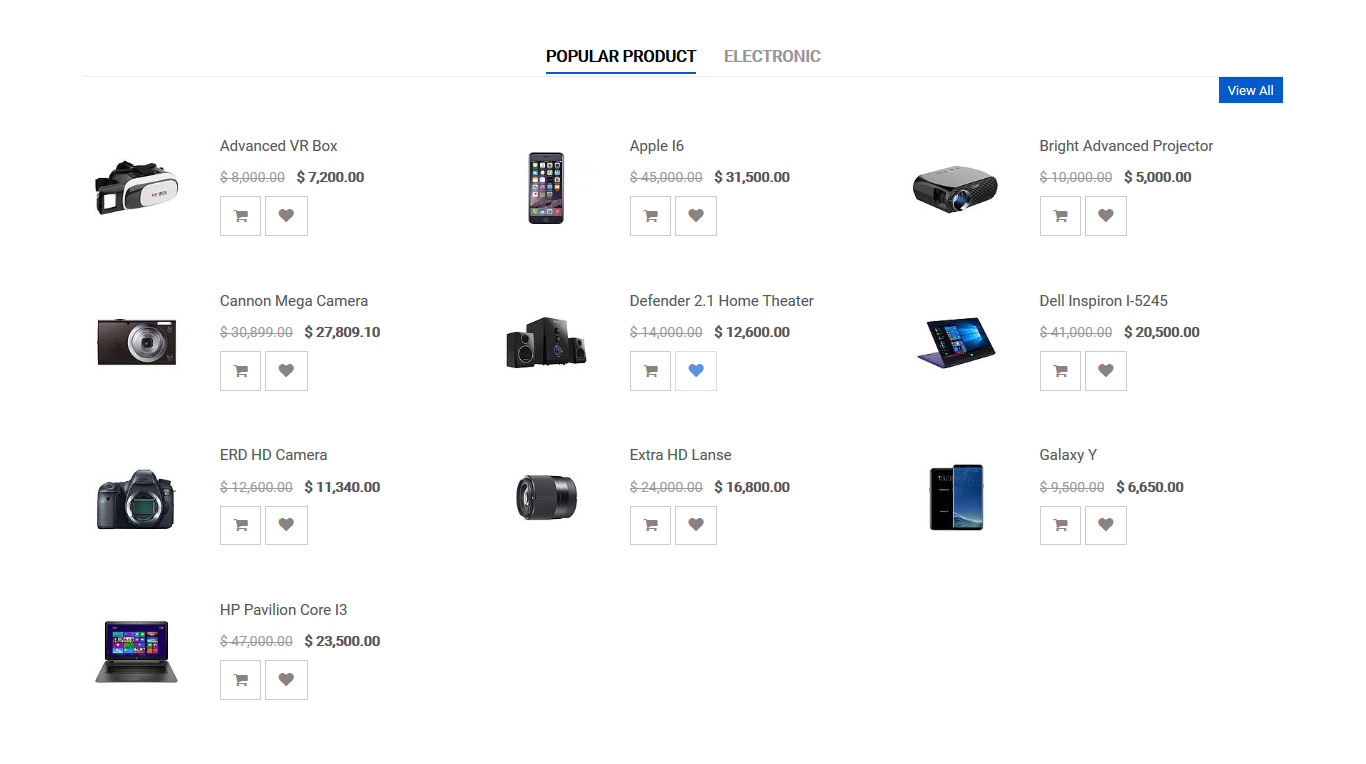 POPULAR PRODUCT ELECTRONIC
View All
Advanced VR Box
$ 8,000.00 $ 7,200.00
Apple I6
$ 45,000.00 $ 31,500.00
Bright Advanced Projector
$ 10,000.00 $ 5,000.00
Cannon Mega Camera
$ 30,899.00 $ 27,809.10
Defender 2.1 Home Theater
$ 14,000.00 $ 12,600.00
Dell Inspiron I-5245
$ 41,000.00 $ 20,500.00
ERD HD Camera
$ 12,600.00 $ 11,340.00
Extra HD Lanse
$ 24,000.00 $ 16,800.00
Galaxy Y
$ 9,500.00 $ 6,650.00
HP Pavilion Core I3
$ 47,000.00 $ 23,500.00